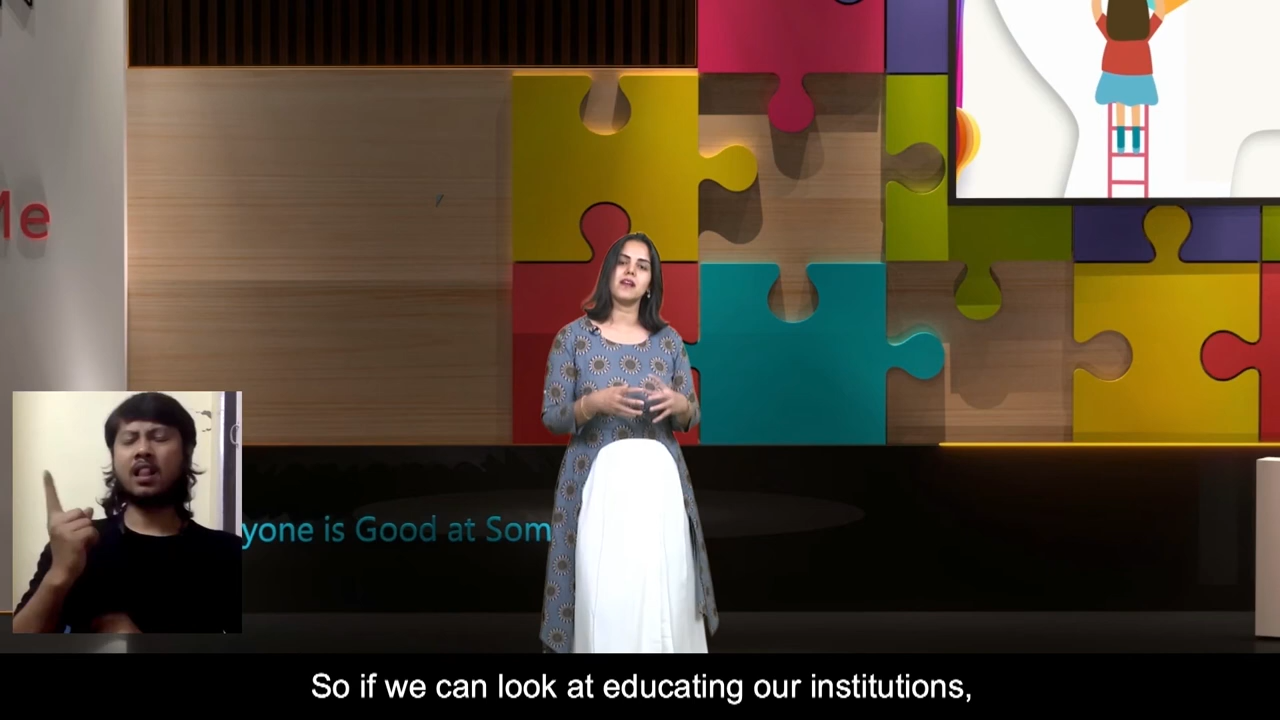 Me
yone is Good at Som
So if we can look at educating our institutions,